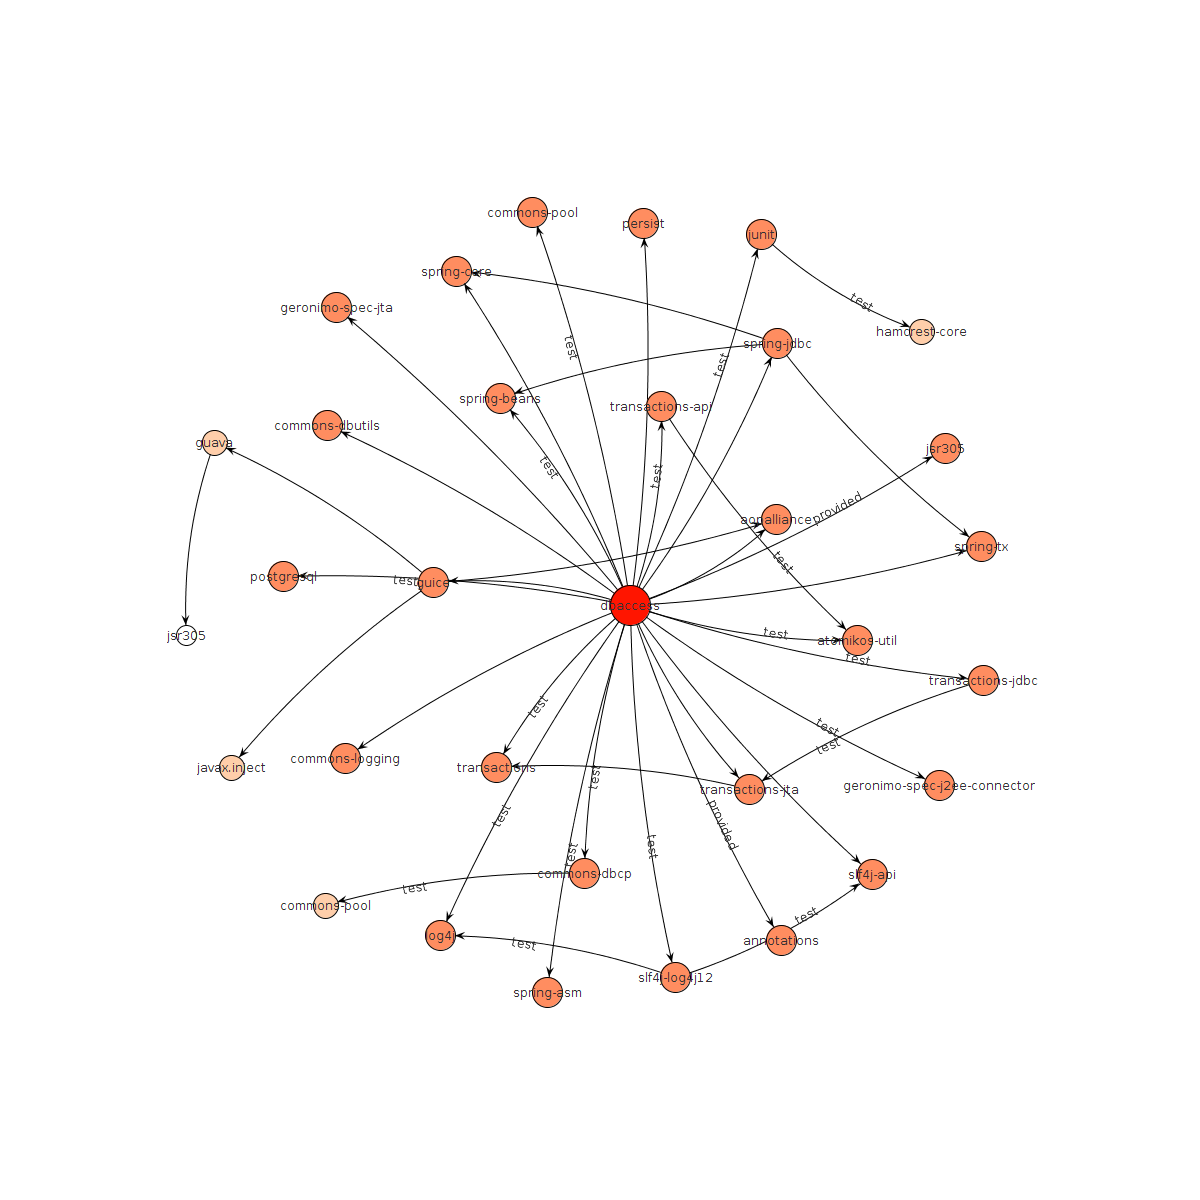 commons-pool
persist
junit
spring-core
geronimo-spec-jta
test
hamcrest-core
spring-jdbc
test
test
spring-beans
transactions-api
commons-dbutils
guava
jsr305
test
test
provided
aopalliance
spring-tx
test
postgresql
test
guice
dbaccess
jsr305
test
atomikos-util
test
transactions-jdbc
test
test
test
commons-logging
transactions
javax.inject
test
transactions-jta
geronimo-spec-j2ee-connector
test
provided
test
test
commons-dbcp
slf4j-api
test
commons-pool
test
log4j
test
annotations
slf4j-log4j12
spring-asm